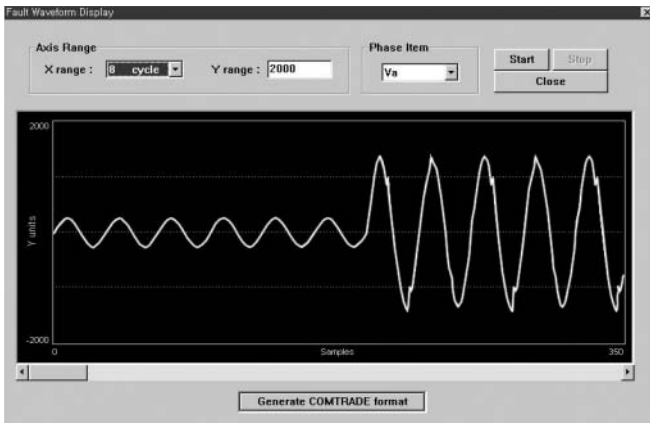 Fault Waveform Display
Axis Range
X range : 8 cycle
Y range : 2000
Phase Item
Va
Start
Stop
Close
2000
Y units
-2000
0
Samples
350
Generate COMTRADE format